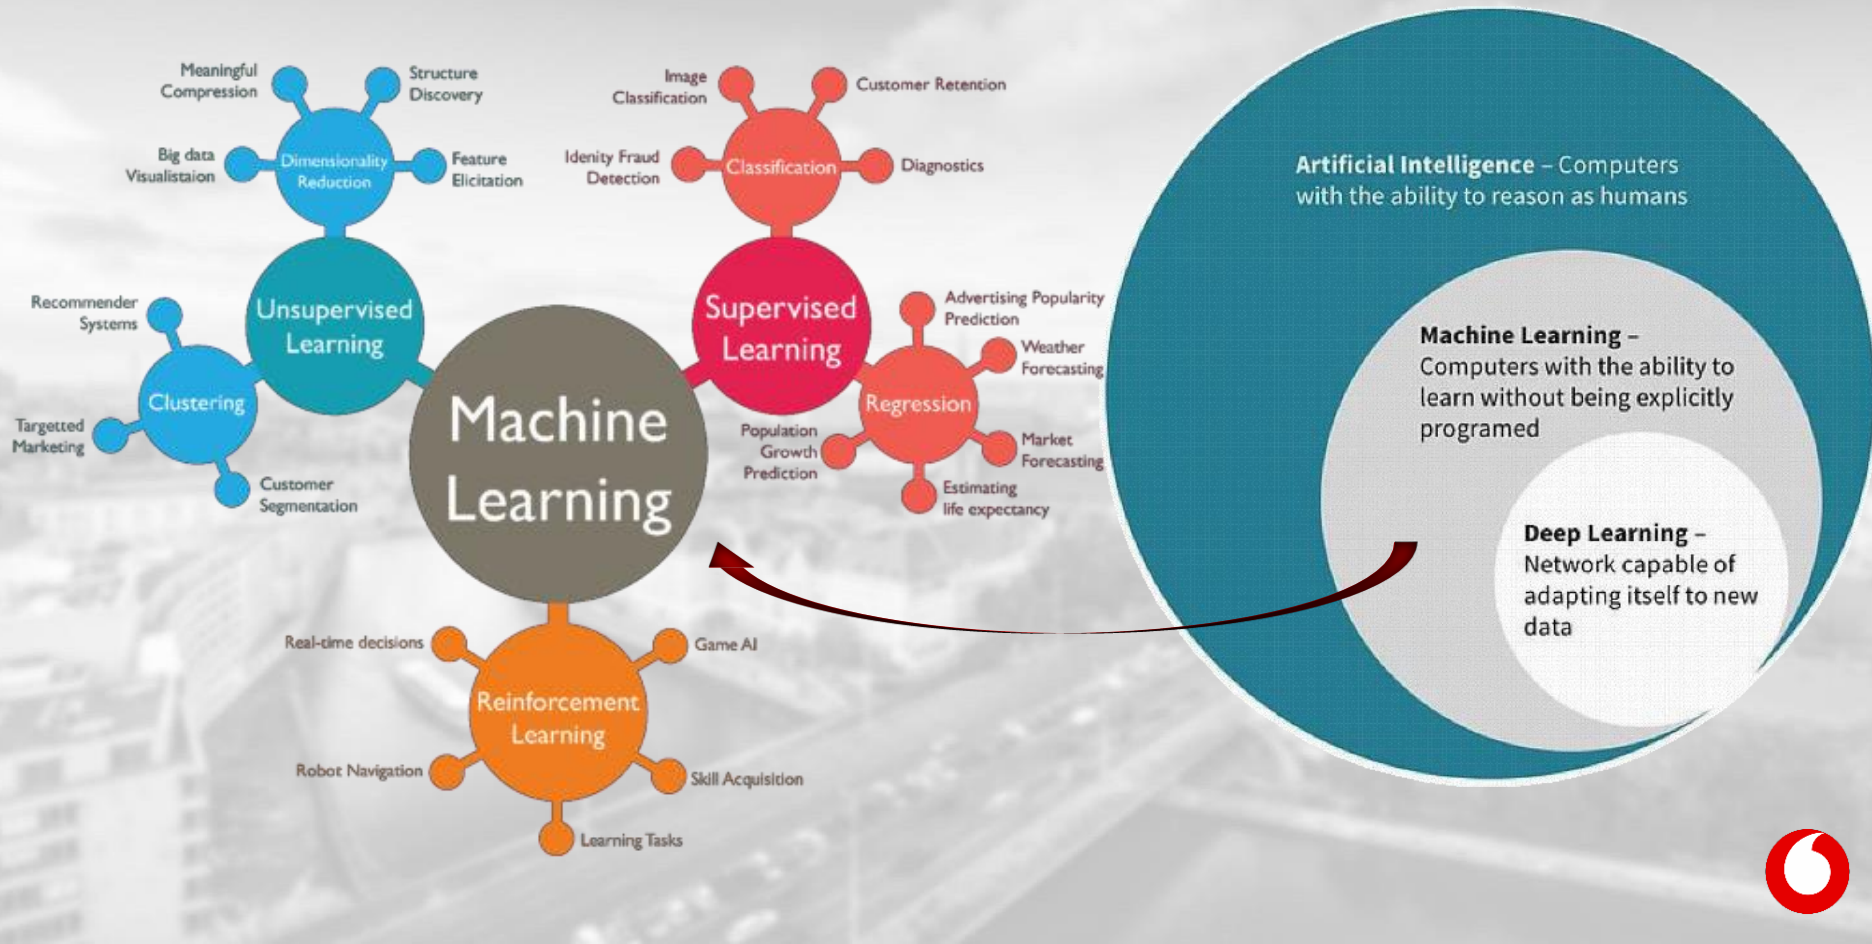 Meaningful
Compression
Structure
Discovery
Big data
Visualistaion
Dimensionality
Reduction
Feature
Elicitation
Image
Classification
Customer Retention
Idenity Fraud
Detection
Classification
Diagnostics
Recommender
Systems
Unsupervised
Learning
Clustering
Targetted
Marketing
Customer
Segmentation
Supervised
Learning
Advertising Popularity
Prediction
Weather
Forecasting
Regression
Population
Growth
Prediction
Market
Forecasting
Estimating
life expectancy
Machine
Learning
Real-time decisions
Game AI
Reinforcement
Learning
Robot Navigation
Skill Acquisition
Learning Tasks
Artificial Intelligence – Computers
with the ability to reason as humans
Machine Learning –
Computers with the ability to
learn without being explicitly
programed
Deep Learning –
Network capable of
adapting itself to new
data